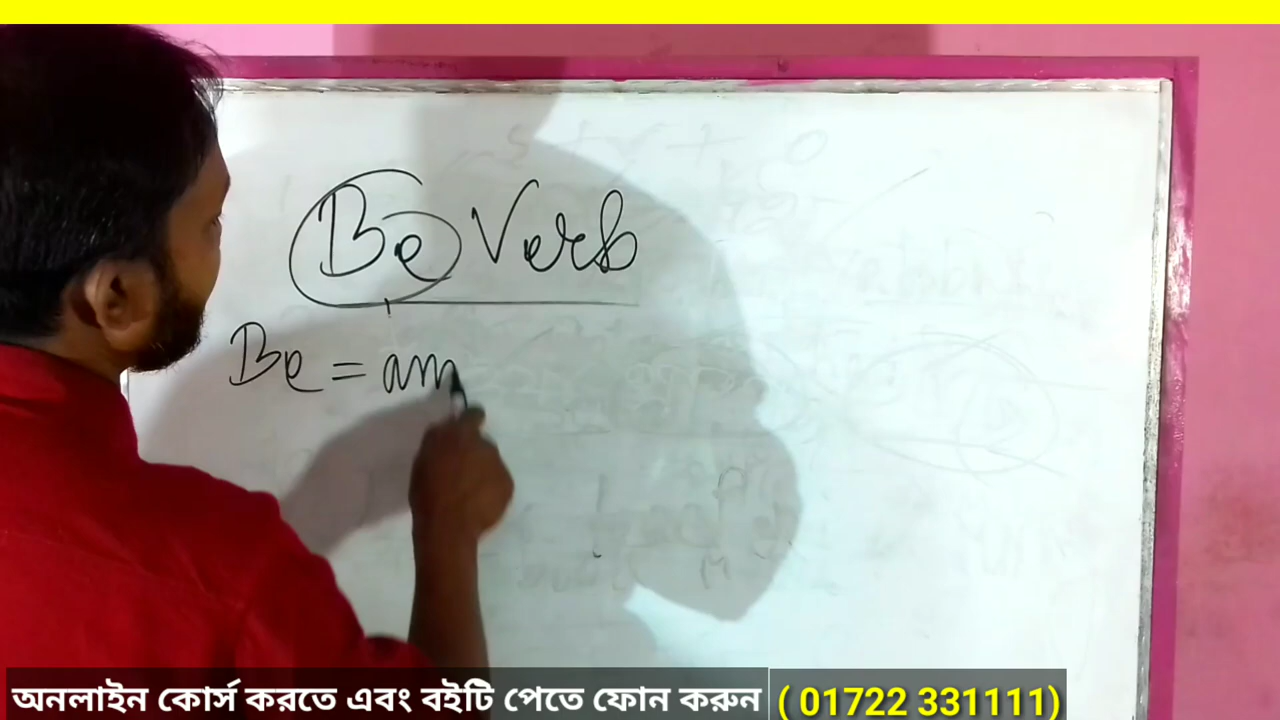 Be Verb
Be = am
অনলাইন কোর্স করতে এবং বইটি পেতে ফোন করুন ( 01722 331111)